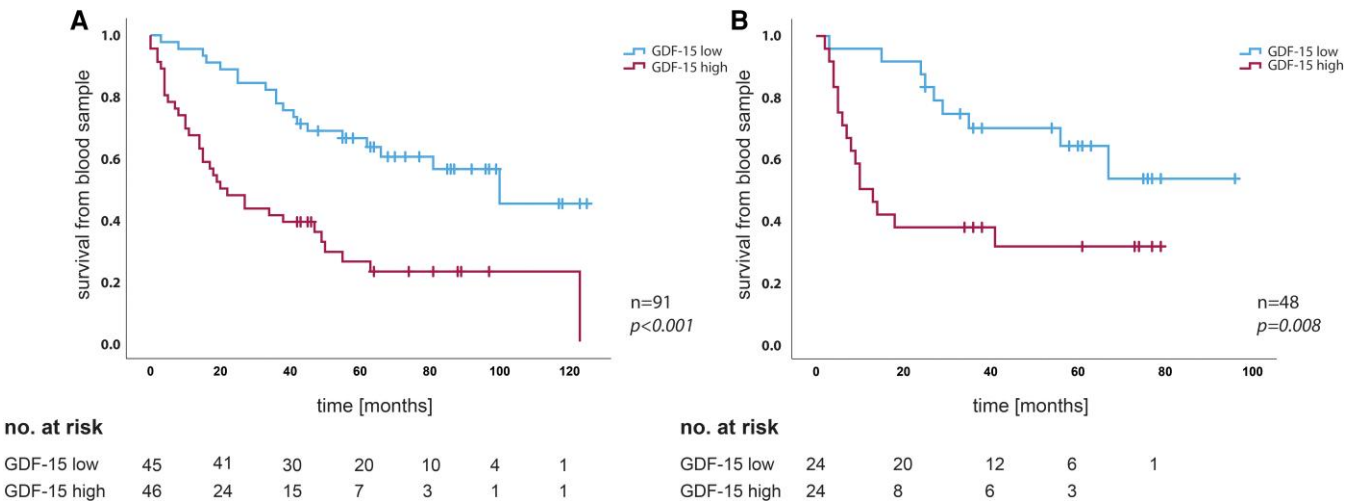 A
survival from blood sample
1.0
0.8
0.6
0.4
0.2
0.0
GDF-15 low
GDF-15 high
n=91
p<0.001
0 20 40 60 80 100 120
time [months]
no. at risk
GDF-15 low 45 41 30 20 10 4 1
GDF-15 high 46 24 15 7 3 1 1
B
survival from blood sample
1.0
0.8
0.6
0.4
0.2
0.0
GDF-15 low
GDF-15 high
n=48
p=0.008
0 20 40 60 80 100
time [months]
no. at risk
GDF-15 low 24 20 12 6 1
GDF-15 high 24 8 6 3